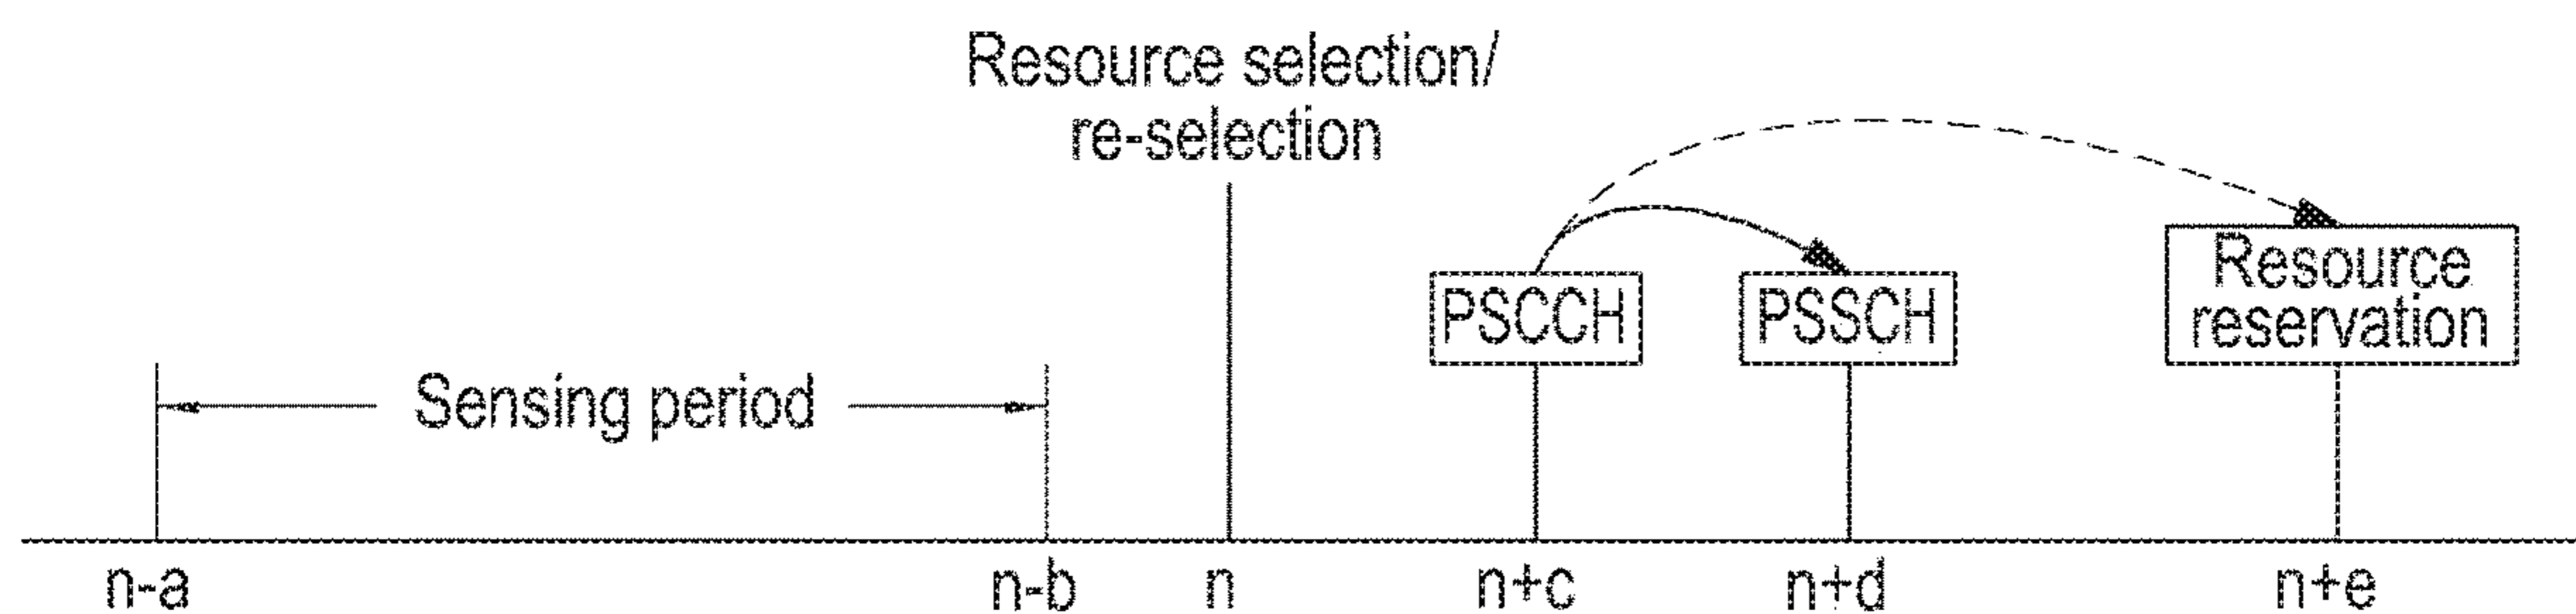 Resource selection/
re-selection
PSCCH
PSSCH
Resource
reservation
Sensing period
n-a
n-b
n
n+c
n+d
n+e